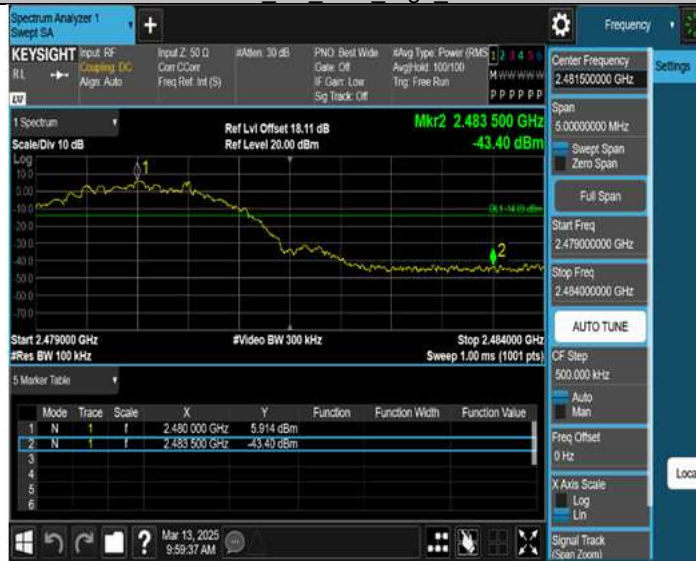 Spectrum Analyzer 1
Swept SA
+
Frequency
KEYSIGHT
RL
LV
Input: RF
Coupling: DC
Align: Auto
Input Z: 50 Ω
Corr CCorr
Freq Ref: Int (S)
#Atten: 30 dB
PNO: Best Wide
Gate: Off
IF Gain: Low
Sig Track: Off
#Avg Type: Power (RMS
Avg|Hold: 100/100
Trig: Free Run
1 2 3 4 5 6
M W W W W W
P P P P P P
Center Frequency
2.481500000 GHz
Settings
1 Spectrum
Scale/Div 10 dB
Ref Lvl Offset 18.11 dB
Ref Level 20.00 dBm
Mkr2 2.483 500 GHz
-43.40 dBm
Log
10.0
0.00
-10.0
-20.0
-30.0
-40.0
-50.0
-60.0
-70.0
1
2
Start 2.479000 GHz
#Res BW 100 kHz
#Video BW 300 kHz
Stop 2.484000 GHz
Sweep 1.00 ms (1001 pts)
Span
5.00000000 MHz
Swept Span
Zero Span
Full Span
Start Freq
2.479000000 GHz
Stop Freq
2.484000000 GHz
AUTO TUNE
CF Step
500.000 kHz
Auto
Man
Freq Offset
0 Hz
X Axis Scale
Log
Lin
Signal Track
(Span Zoom)
Loca
5 Marker Table
Mode Trace Scale X Y Function Function Width Function Value
1 N 1 f 2.480 000 GHz 5.914 dBm
2 N 1 f 2.483 500 GHz -43.40 dBm
3
4
5
6
?
Mar 13, 2025
9:59:37 AM